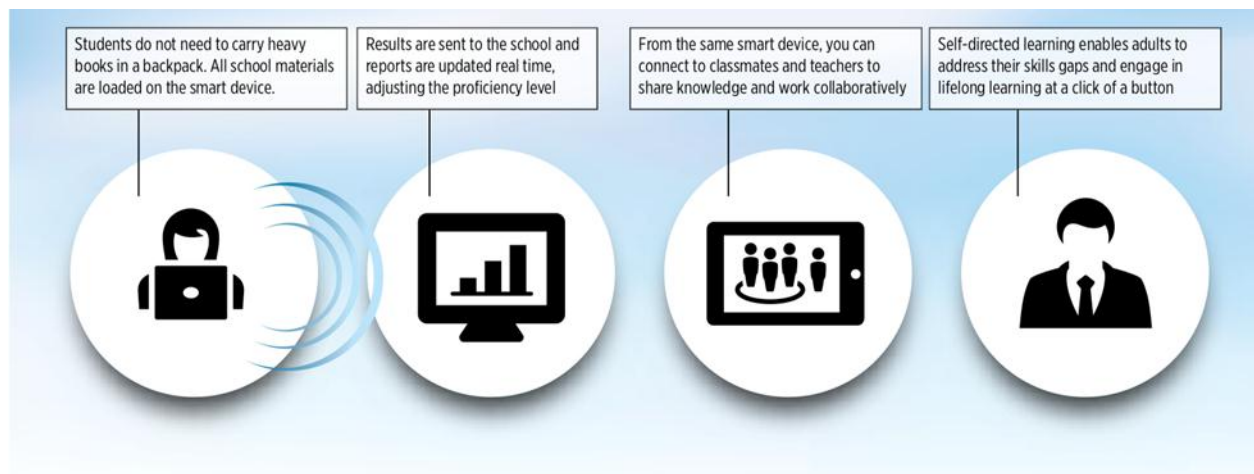 Students do not need to carry heavy
books in a backpack. All school materials
are loaded on the smart device.
Results are sent to the school and
reports are updated real time,
adjusting the proficiency level
From the same smart device, you can
connect to classmates and teachers to
share knowledge and work collaboratively
Self-directed learning enables adults to
address their skills gaps and engage in
lifelong learning at a click of a button